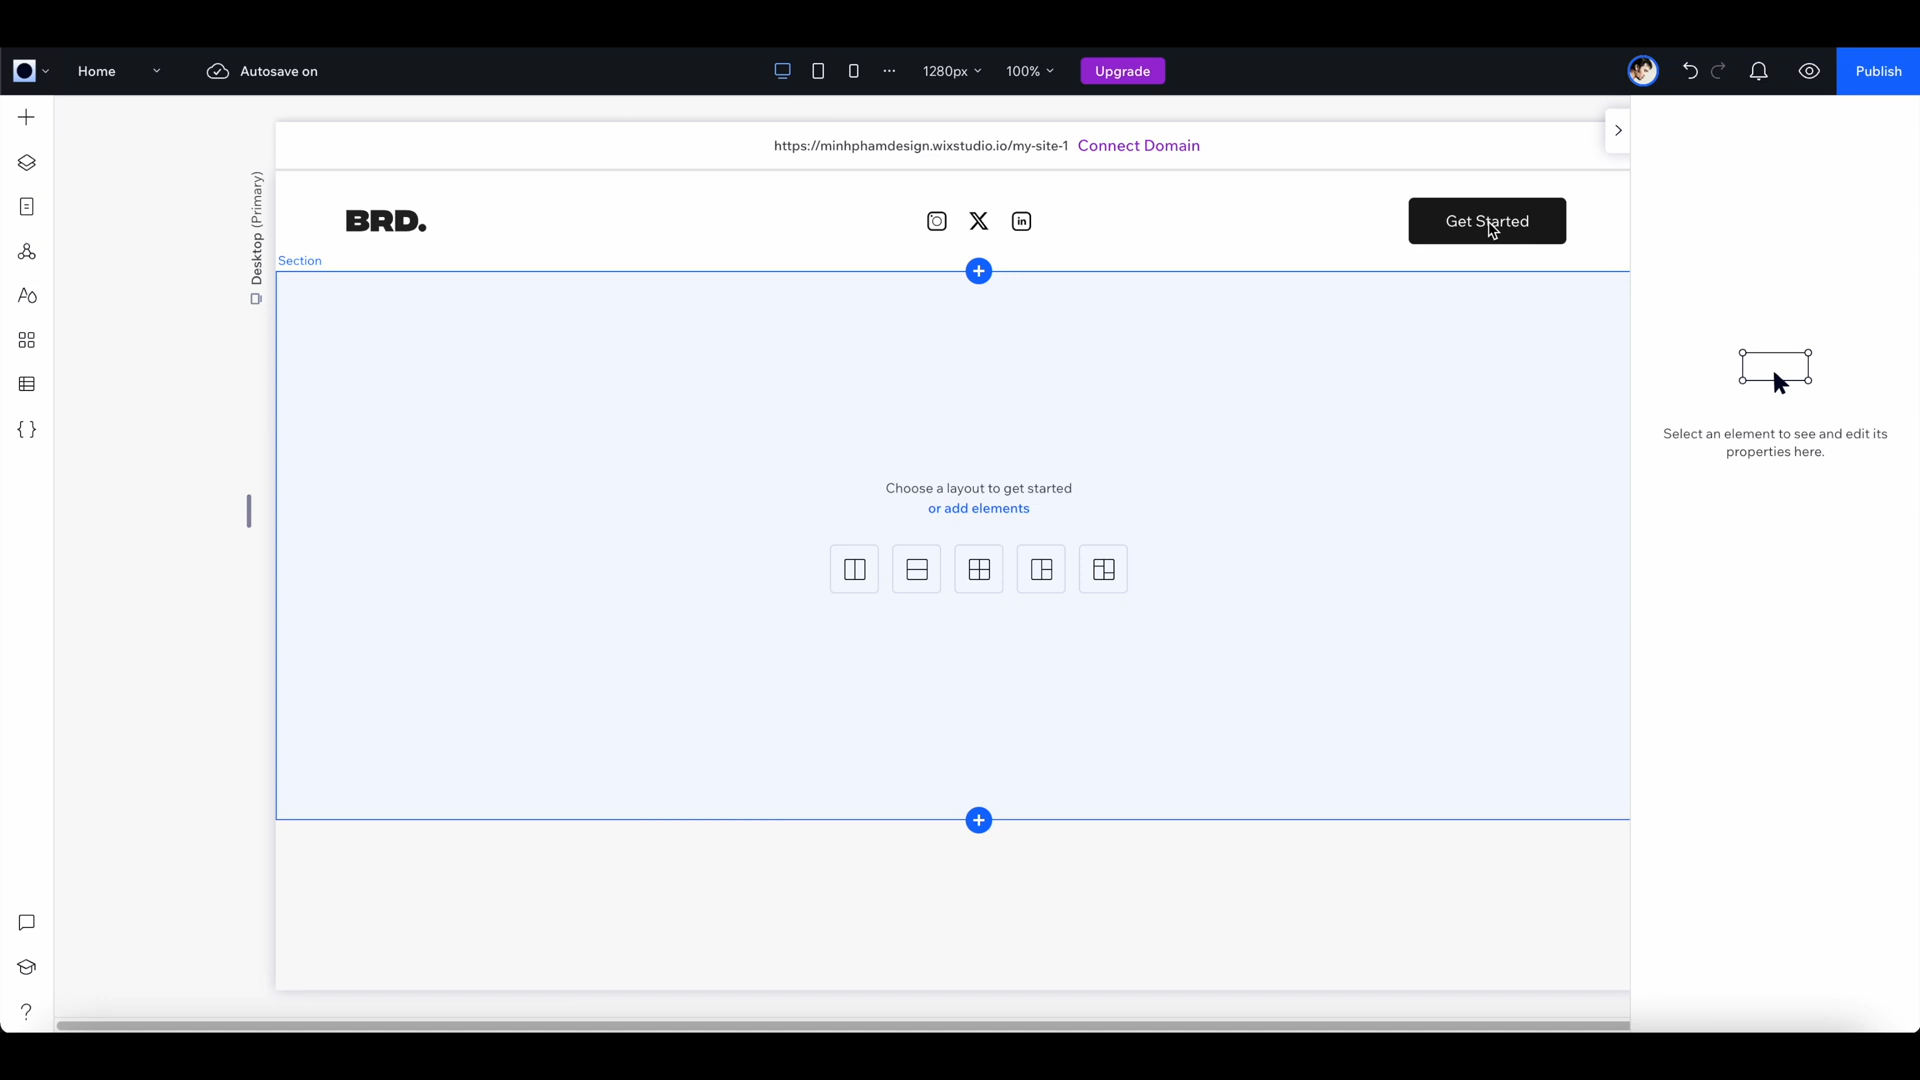 Home
Autosave on
1280px
100%
Upgrade
Publish
https://minhphamdesign.wixstudio.io/my-site-1 Connect Domain
Desktop (Primary)
BRD.
in
Get Started
Section
Choose a layout to get started
or add elements
Select an element to see and edit its
properties here.